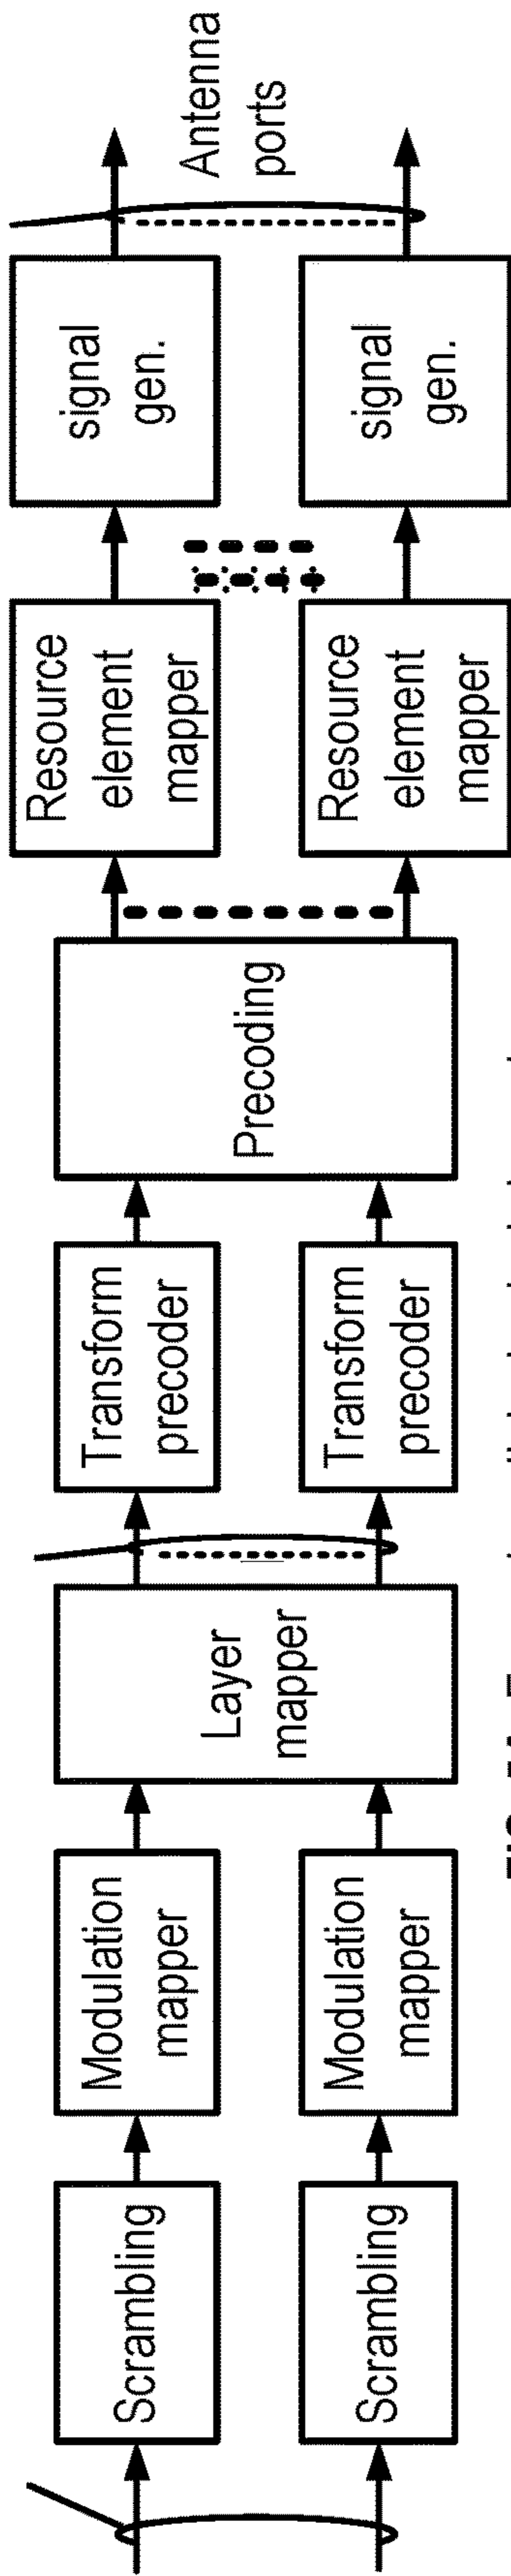 Scrambling
Scrambling
Modulation
mapper
Modulation
mapper
Layer
mapper
Transform
precoder
Transform
precoder
Precoding
Resource
element
mapper
Resource
element
mapper
signal
gen.
signal
gen.
Antenna
ports